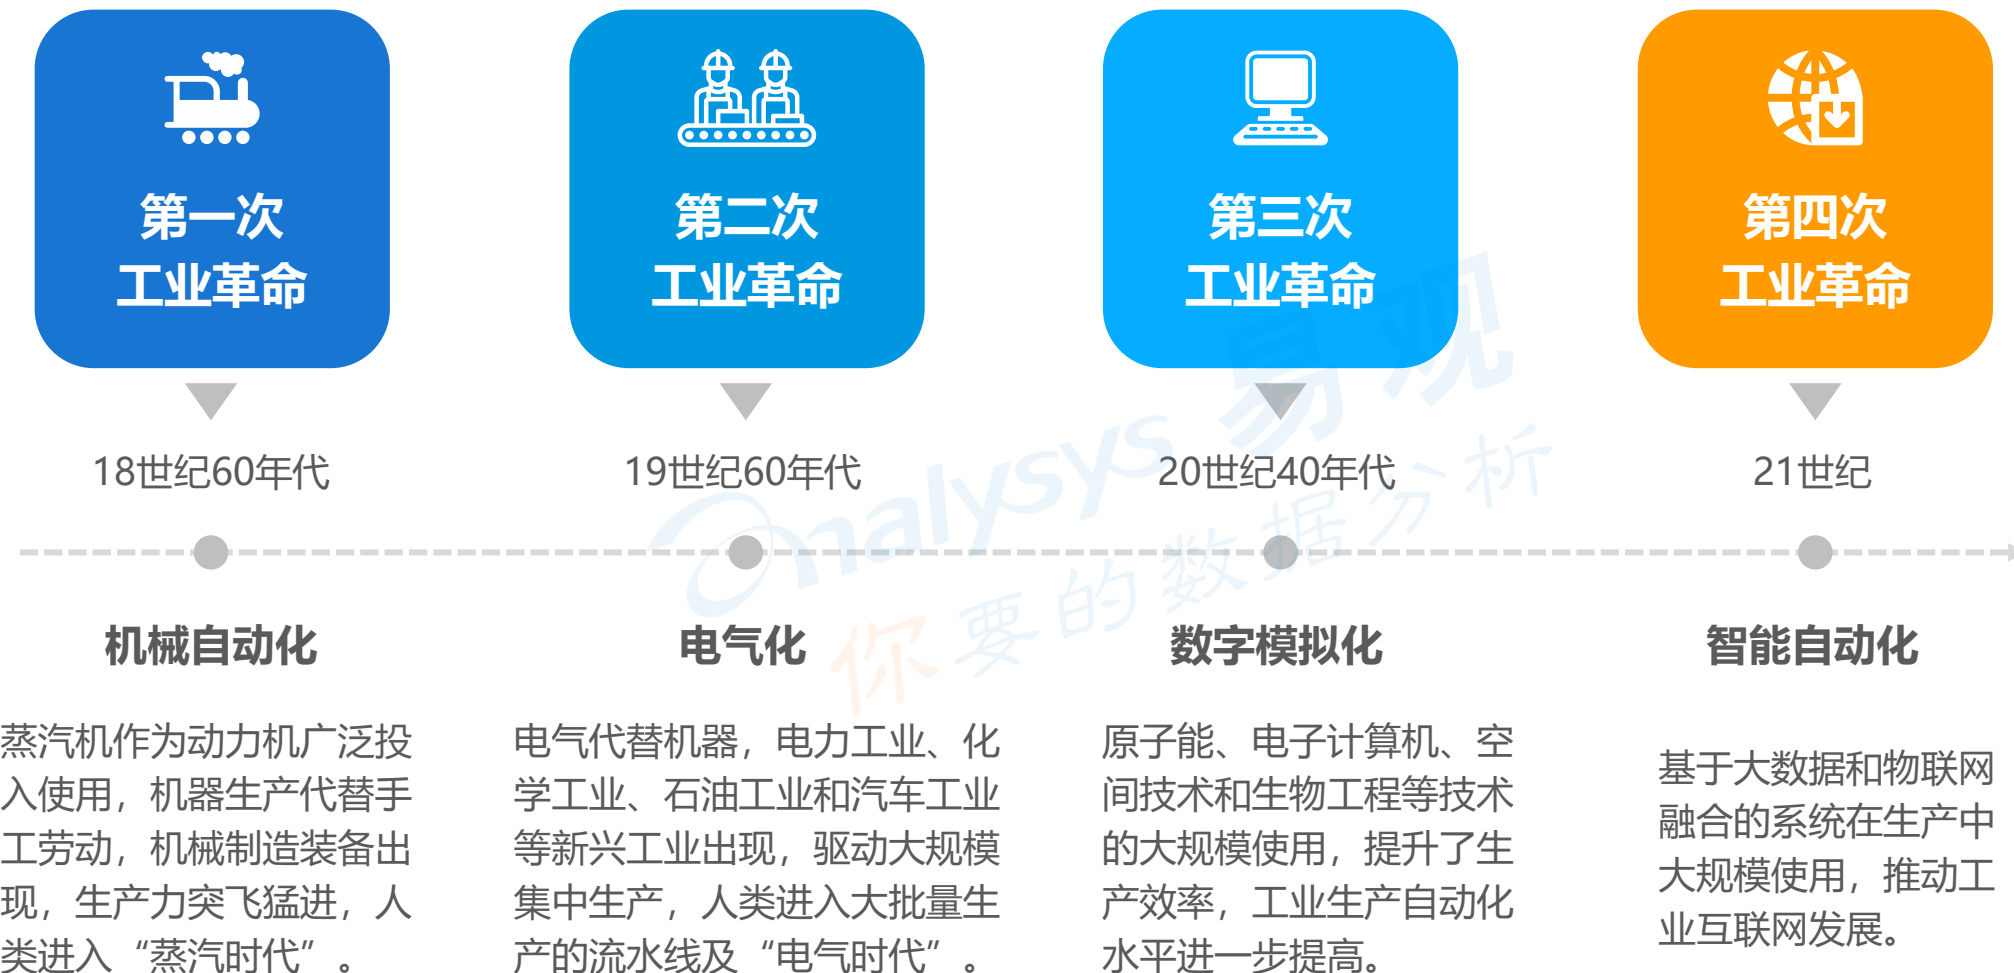 第一次
工业革命
第二次
工业革命
第三次
工业革命
第四次
工业革命
18世纪60年代
19世纪60年代
20世纪40年代
21世纪
机械自动化
电气化
数字模拟化
智能自动化
蒸汽机作为动力机广泛投
入使用，机器生产代替手
工劳动，机械制造装备出
现，生产力突飞猛进，人
类进入“蒸汽时代”。
电气代替机器，电力工业、化
学工业、石油工业和汽车工业
等新兴工业出现，驱动大规模
集中生产，人类进入大批量生
产的流水线及“电气时代”。
原子能、电子计算机、空
间技术和生物工程等技术
的大规模使用，提升了生
产效率，工业生产自动化
水平进一步提高。
基于大数据和物联网
融合的系统在生产中
大规模使用，推动工
业互联网发展。
analysys 易观
你要的数据分析